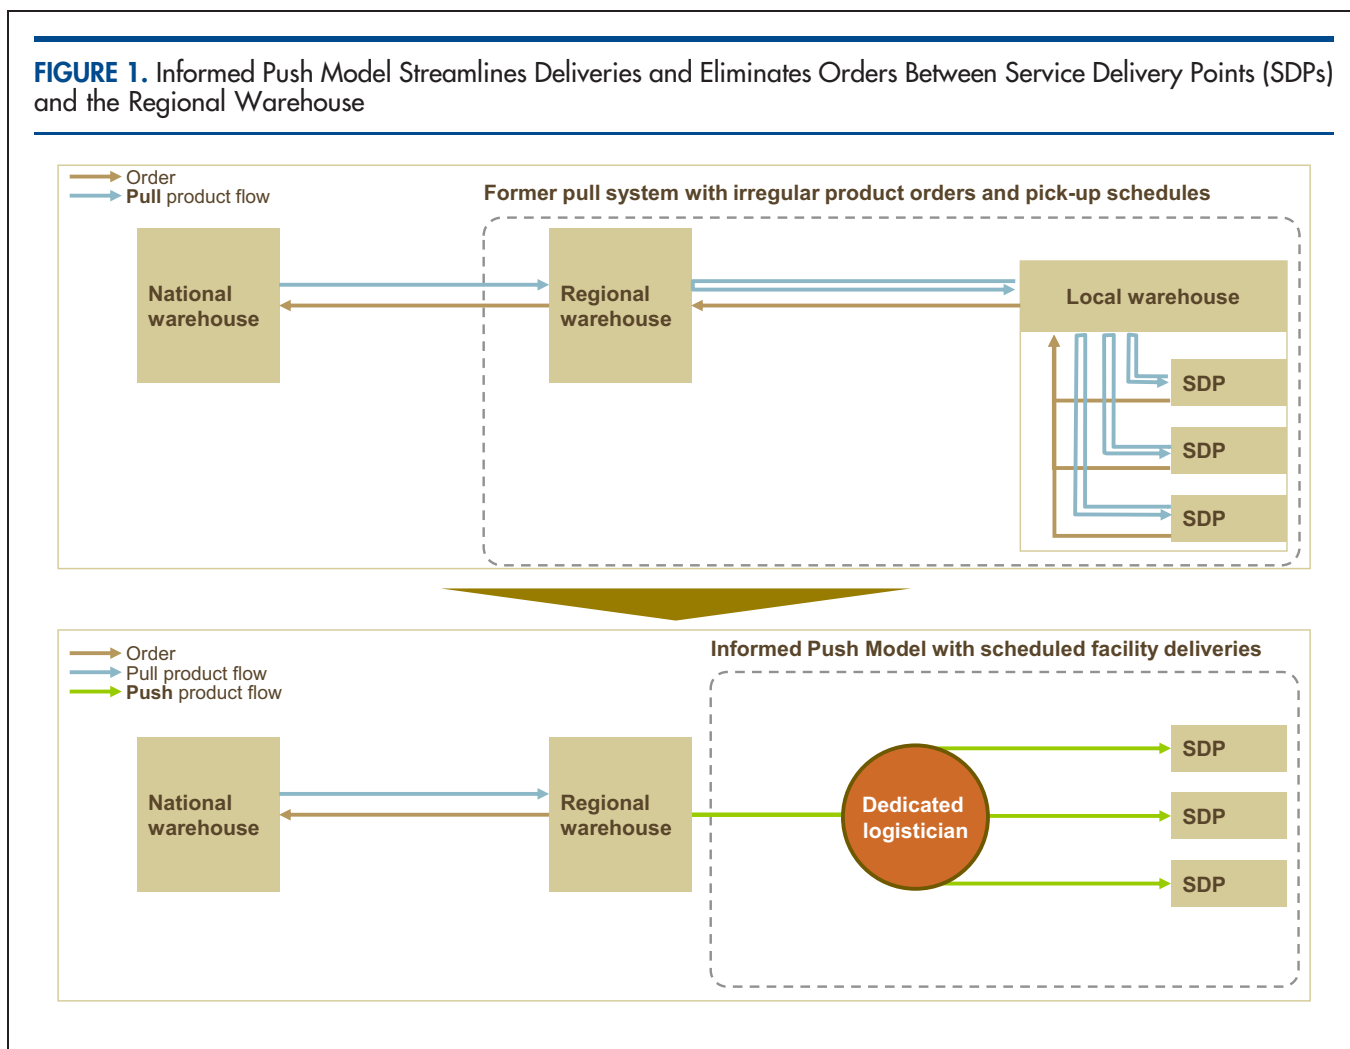 FIGURE 1. Informed Push Model Streamlines Deliveries and Eliminates Orders Between Service Delivery Points (SDPs)
and the Regional Warehouse
Order
Pull product flow
Former pull system with irregular product orders and pick-up schedules
National
warehouse
Regional
warehouse
Local warehouse
SDP
SDP
SDP
Order
Pull product flow
Push product flow
Informed Push Model with scheduled facility deliveries
National
warehouse
Regional
warehouse
Dedicated
logistician
SDP
SDP
SDP